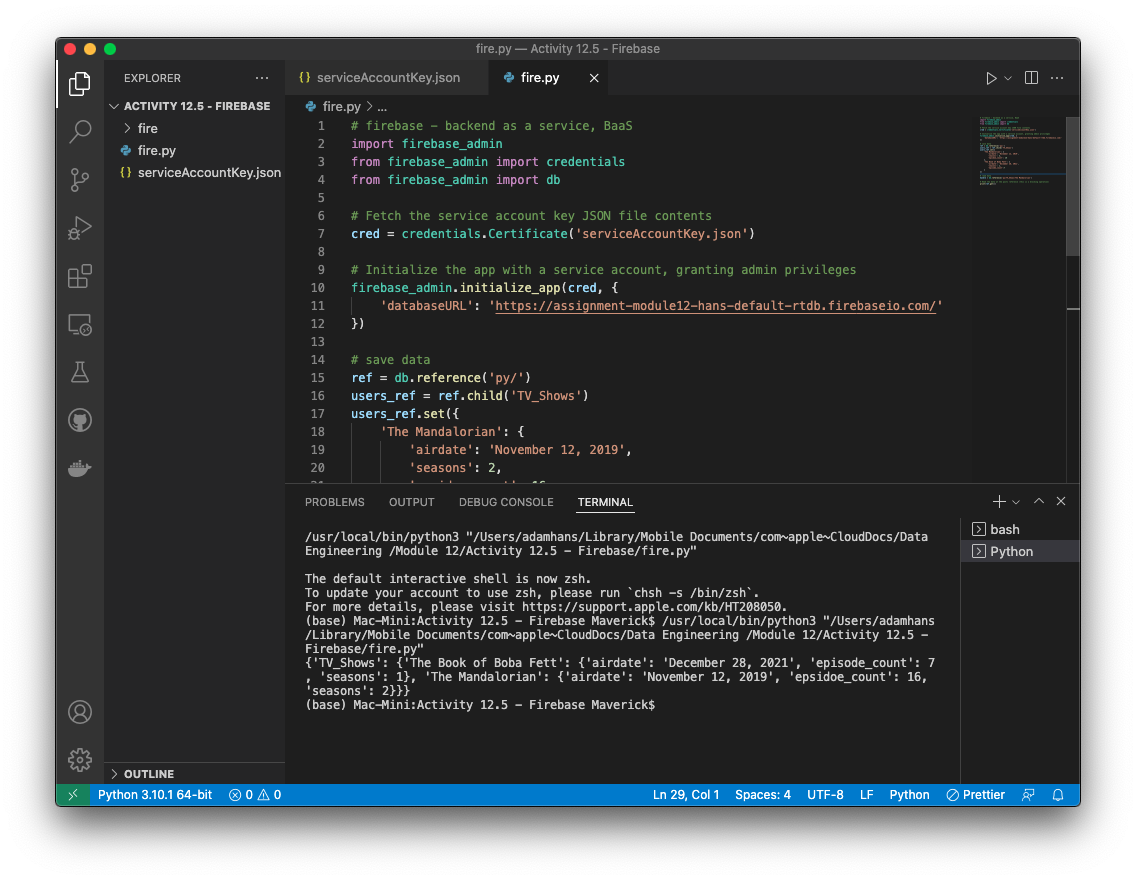 fire.py — Activity 12.5 - Firebase
EXPLORER
ACTIVITY 12.5 - FIREBASE
fire
fire.py
{} serviceAccountKey.json
OUTLINE
{} serviceAccountKey.json
fire.py
fire.py > ...
1 # firebase - backend as a service, BaaS
2 import firebase_admin
3 from firebase_admin import credentials
4 from firebase_admin import db
5
6 # Fetch the service account key JSON file contents
7 cred = credentials.Certificate('serviceAccountKey.json')
8
9 # Initialize the app with a service account, granting admin privileges
10 firebase_admin.initialize_app(cred, {
11 'databaseURL': 'https://assignment-module12-hans-default-rtdb.firebaseio.com/'
12 })
13
14 # save data
15 ref = db.reference('py/')
16 users_ref = ref.child('TV_Shows')
17 users_ref.set({
18 'The Mandalorian': {
19 'airdate': 'November 12, 2019',
20 'seasons': 2,
PROBLEMS
OUTPUT
DEBUG CONSOLE
TERMINAL
/usr/local/bin/python3 "/Users/adamhans/Library/Mobile Documents/com~apple~CloudDocs/Data
Engineering /Module 12/Activity 12.5 - Firebase/fire.py"
The default interactive shell is now zsh.
To update your account to use zsh, please run `chsh -s /bin/zsh`.
For more details, please visit https://support.apple.com/kb/HT208050.
(base) Mac-Mini:Activity 12.5 - Firebase Maverick$ /usr/local/bin/python3 "/Users/adamhans
/Library/Mobile Documents/com~apple~CloudDocs/Data Engineering /Module 12/Activity 12.5 -
Firebase/fire.py"
{'TV_Shows': {'The Book of Boba Fett': {'airdate': 'December 28, 2021', 'episode_count': 7
, 'seasons': 1}, 'The Mandalorian': {'airdate': 'November 12, 2019', 'epsidoe_count': 16,
'seasons': 2}}}
(base) Mac-Mini:Activity 12.5 - Firebase Maverick$
bash
Python
Python 3.10.1 64-bit
0
0
Ln 29, Col 1
Spaces: 4
UTF-8
LF
Python
Prettier